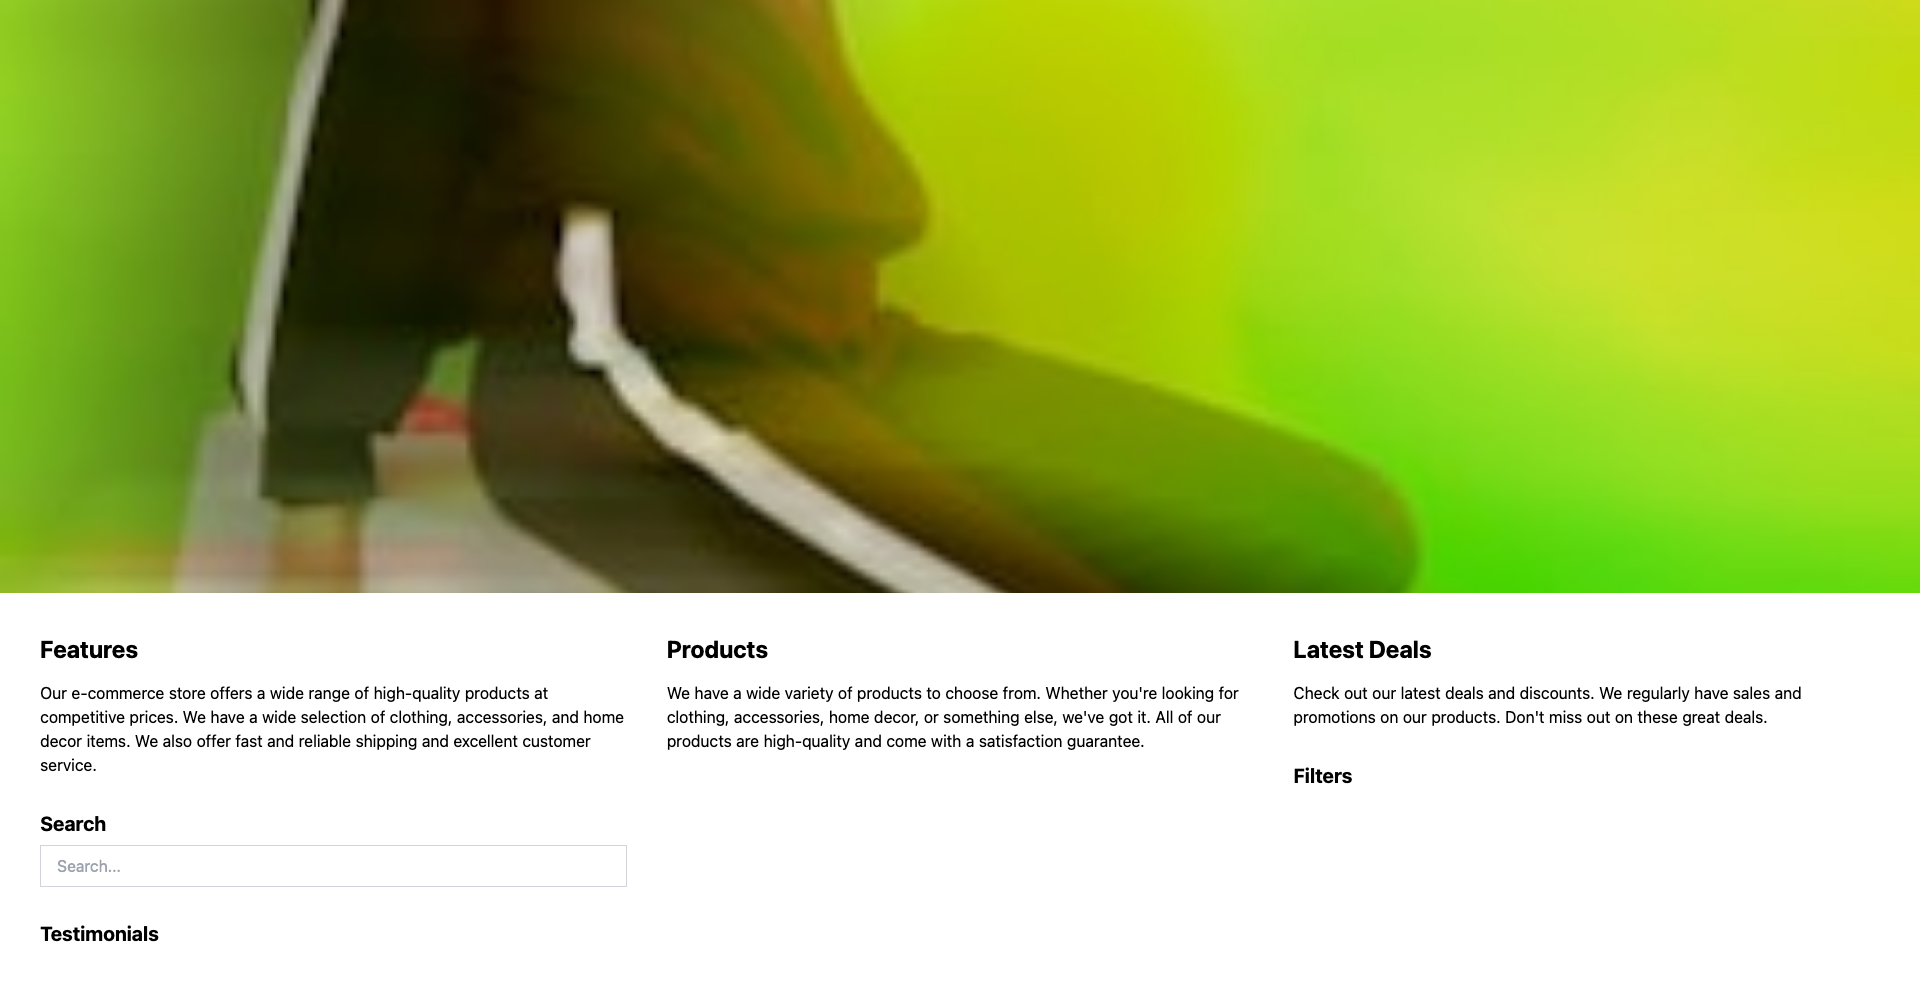 Features
Our e-commerce store offers a wide range of high-quality products at
competitive prices. We have a wide selection of clothing, accessories, and home
decor items. We also offer fast and reliable shipping and excellent customer
service.
Search
Search...
Testimonials
Products
We have a wide variety of products to choose from. Whether you're looking for
clothing, accessories, home decor, or something else, we've got it. All of our
products are high-quality and come with a satisfaction guarantee.
Latest Deals
Check out our latest deals and discounts. We regularly have sales and
promotions on our products. Don't miss out on these great deals.
Filters